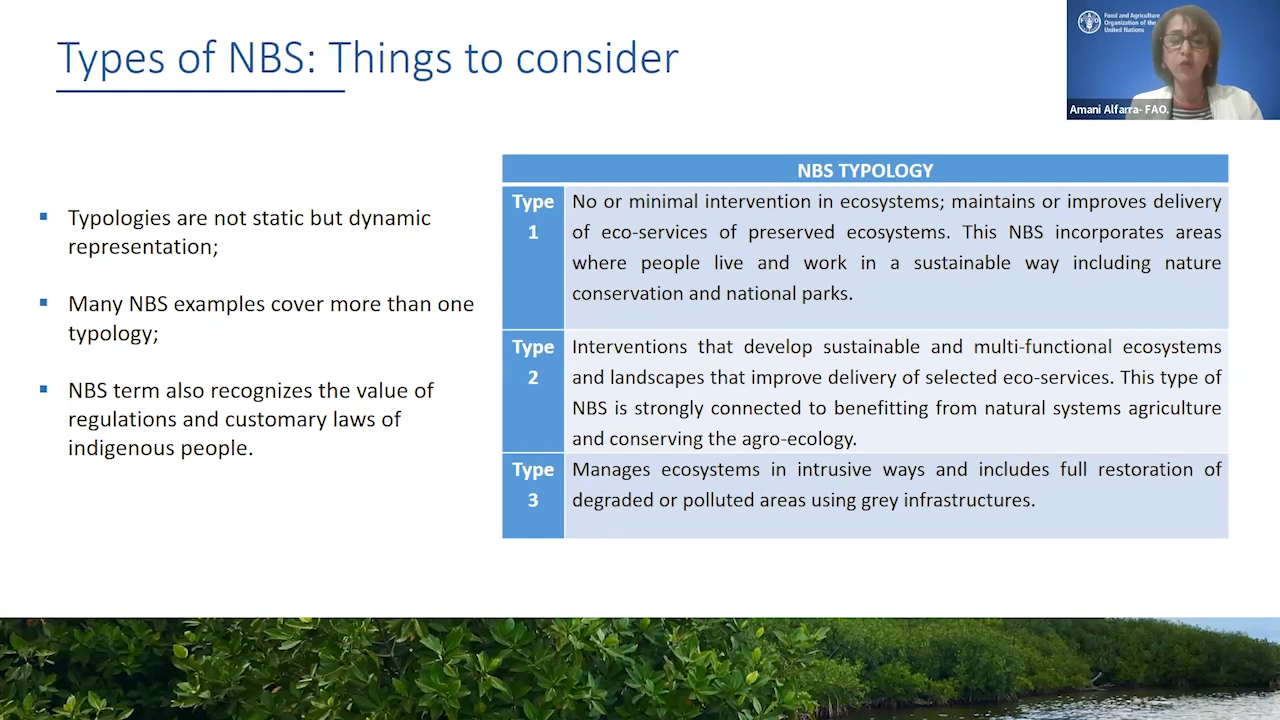 Types of NBS: Things to consider
Food and Agriculture
Organization of the
United Nations
Amani Alfarra- FAO.
▪ Typologies are not static but dynamic
representation;
▪ Many NBS examples cover more than one
typology;
▪ NBS term also recognizes the value of
regulations and customary laws of
indigenous people.
NBS TYPOLOGY
Type
1
No or minimal intervention in ecosystems; maintains or improves delivery
of eco-services of preserved ecosystems. This NBS incorporates areas
where people live and work in a sustainable way including nature
conservation and national parks.
Type
2
Interventions that develop sustainable and multi-functional ecosystems
and landscapes that improve delivery of selected eco-services. This type of
NBS is strongly connected to benefitting from natural systems agriculture
and conserving the agro-ecology.
Type
3
Manages ecosystems in intrusive ways and includes full restoration of
degraded or polluted areas using grey infrastructures.